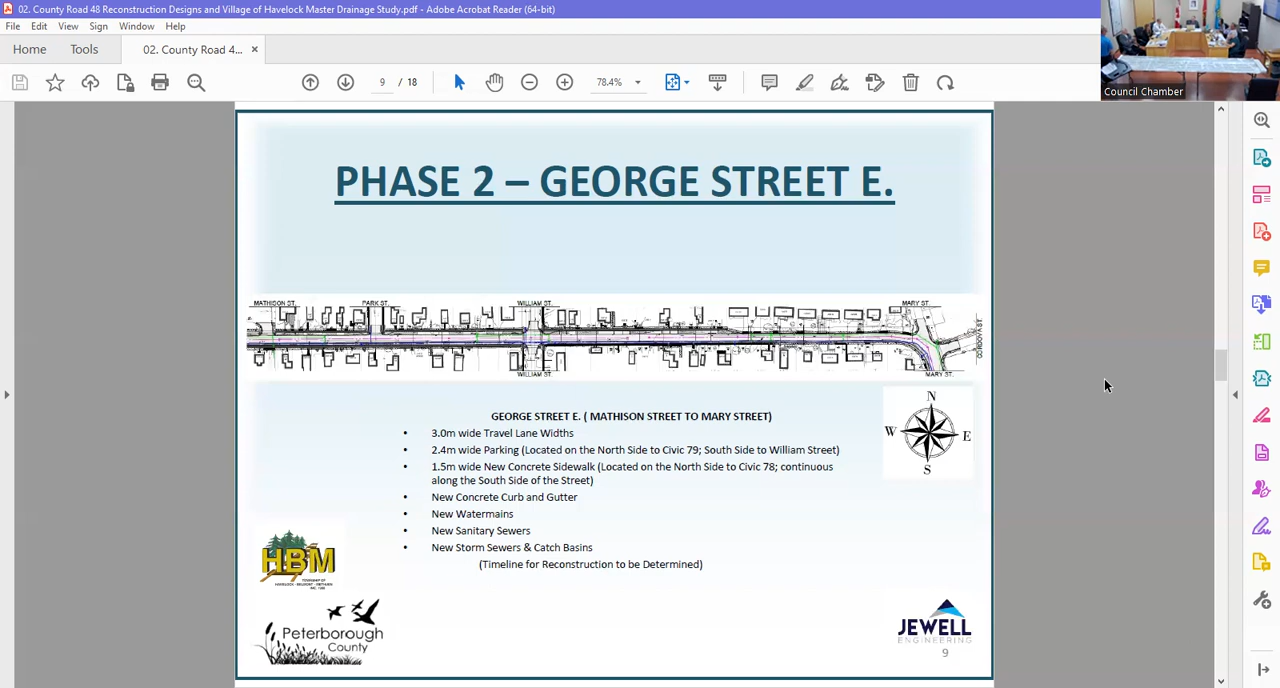 02. County Road 48 Reconstruction Designs and Village of Havelock Master Drainage Study.pdf - Adobe Acrobat Reader (64-bit)
File Edit View Sign Window Help
Home Tools 02. County Road 4... ×
9 / 18 78.4%
Council Chamber
PHASE 2 – GEORGE STREET E.
MATHISON ST. PARK ST. WILLIAM ST. MARY ST.
WILLIAM ST. MARY ST.
GEORGE STREET E. ( MATHISON STREET TO MARY STREET)
• 3.0m wide Travel Lane Widths
• 2.4m wide Parking (Located on the North Side to Civic 79; South Side to William Street)
• 1.5m wide New Concrete Sidewalk (Located on the North Side to Civic 78; continuous
along the South Side of the Street)
• New Concrete Curb and Gutter
• New Watermains
• New Sanitary Sewers
• New Storm Sewers & Catch Basins
(Timeline for Reconstruction to be Determined)
N
W E
S
HBM
Peterborough
County
JEWELL
ENGINEERING
9